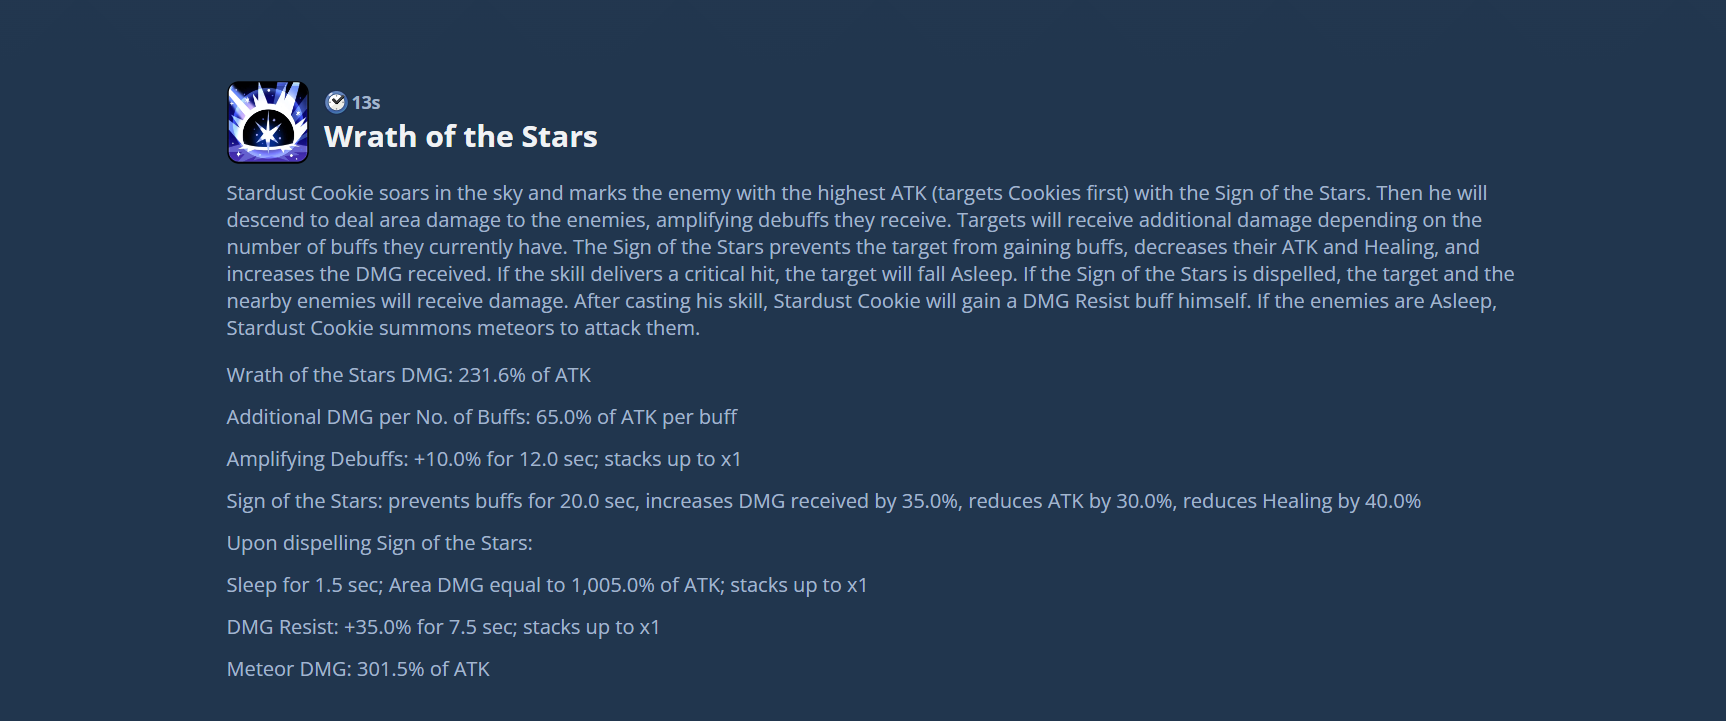 13s
Wrath of the Stars
Stardust Cookie soars in the sky and marks the enemy with the highest ATK (targets Cookies first) with the Sign of the Stars. Then he will
descend to deal area damage to the enemies, amplifying debuffs they receive. Targets will receive additional damage depending on the
number of buffs they currently have. The Sign of the Stars prevents the target from gaining buffs, decreases their ATK and Healing, and
increases the DMG received. If the skill delivers a critical hit, the target will fall Asleep. If the Sign of the Stars is dispelled, the target and the
nearby enemies will receive damage. After casting his skill, Stardust Cookie will gain a DMG Resist buff himself. If the enemies are Asleep,
Stardust Cookie summons meteors to attack them.
Wrath of the Stars DMG: 231.6% of ATK
Additional DMG per No. of Buffs: 65.0% of ATK per buff
Amplifying Debuffs: +10.0% for 12.0 sec; stacks up to x1
Sign of the Stars: prevents buffs for 20.0 sec, increases DMG received by 35.0%, reduces ATK by 30.0%, reduces Healing by 40.0%
Upon dispelling Sign of the Stars:
Sleep for 1.5 sec; Area DMG equal to 1,005.0% of ATK; stacks up to x1
DMG Resist: +35.0% for 7.5 sec; stacks up to x1
Meteor DMG: 301.5% of ATK